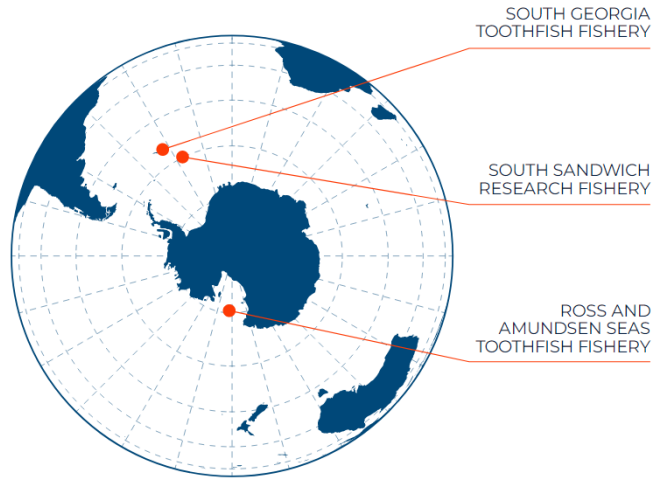 SOUTH GEORGIA
TOOTHFISH FISHERY
SOUTH SANDWICH
RESEARCH FISHERY
ROSS AND
AMUNDSEN SEAS
TOOTHFISH FISHERY